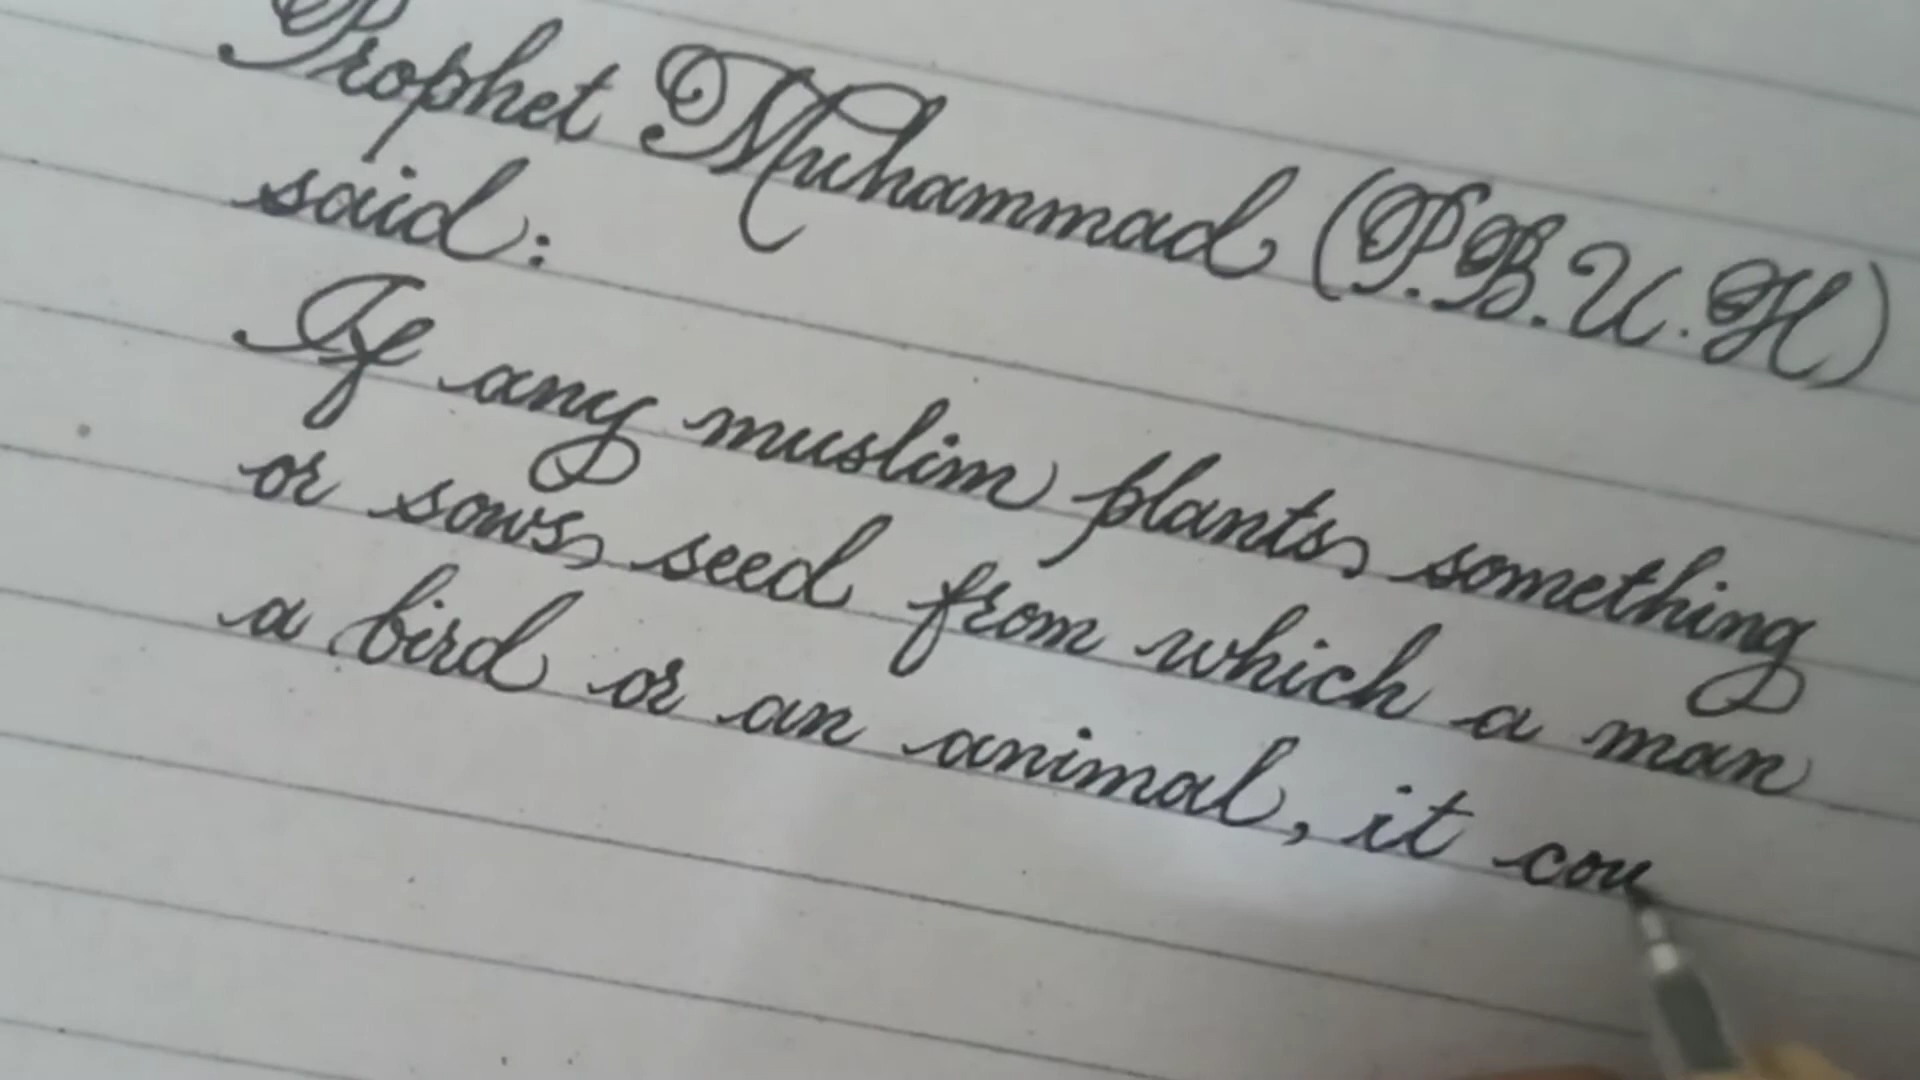 Prophet Muhammad (P.B.U.H)
said:
If any muslim plants something
or sows seed from which a man
a bird or an animal, it cou